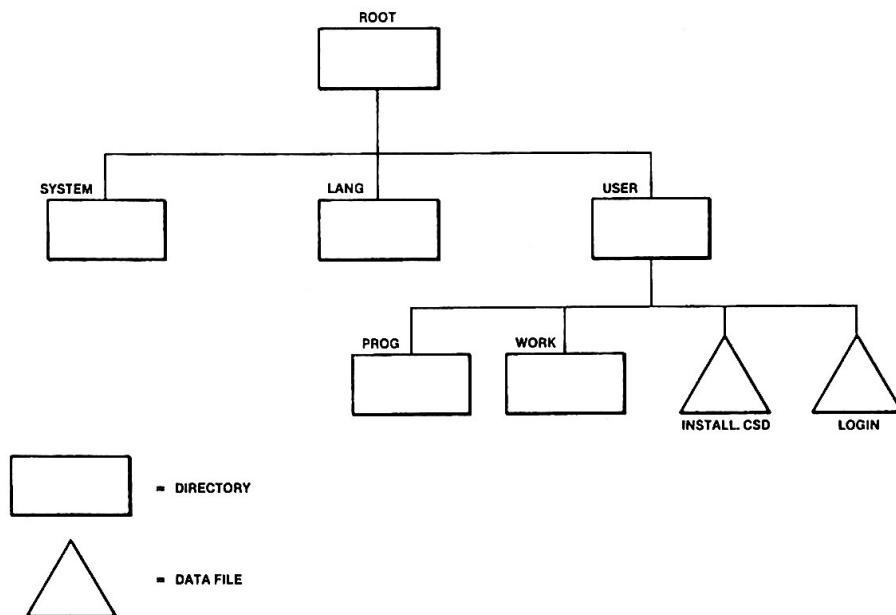 ROOT
SYSTEM
LANG
USER
PROG
WORK
INSTALL. CSD
LOGIN
= DIRECTORY
= DATA FILE